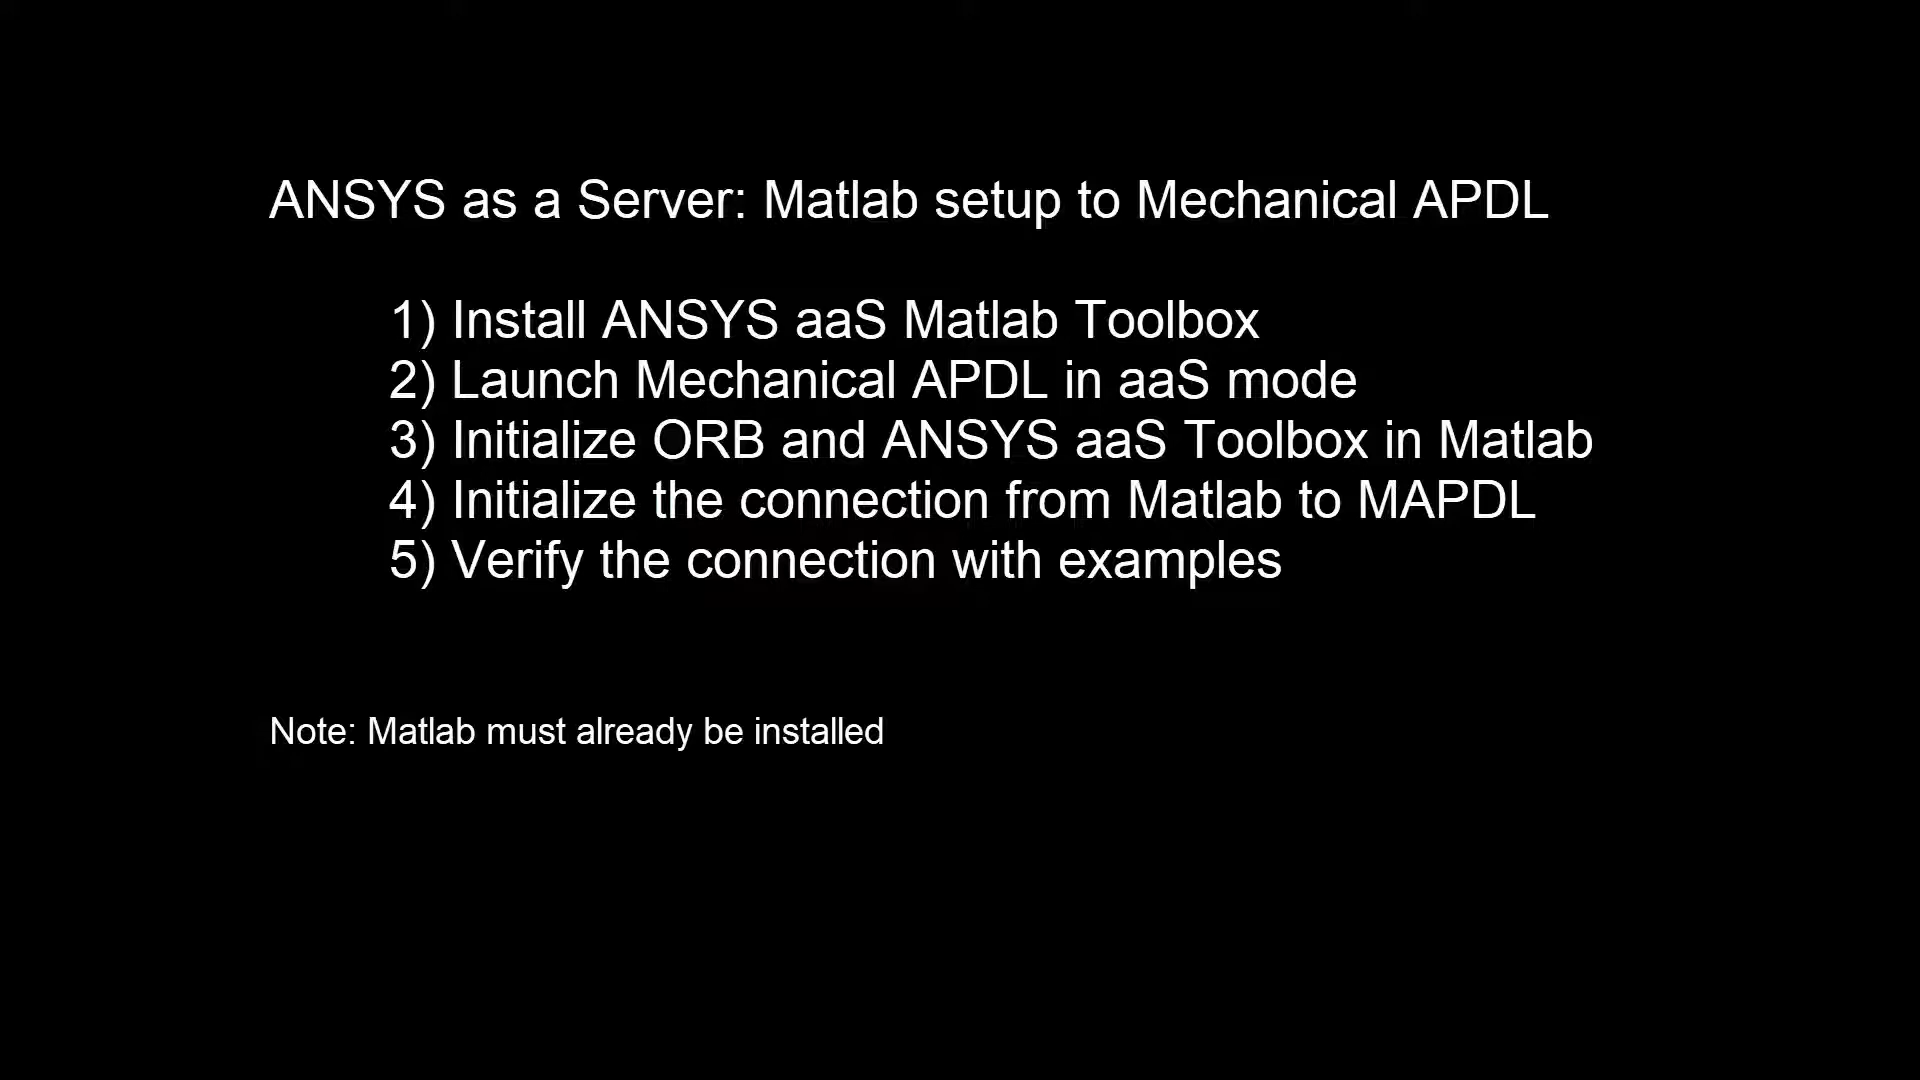 ANSYS as a Server: Matlab setup to Mechanical APDL
1) Install ANSYS aaS Matlab Toolbox
2) Launch Mechanical APDL in aaS mode
3) Initialize ORB and ANSYS aaS Toolbox in Matlab
4) Initialize the connection from Matlab to MAPDL
5) Verify the connection with examples
Note: Matlab must already be installed